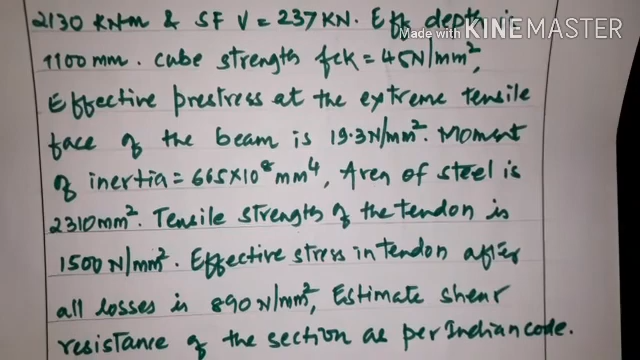 2130 KNm & SF V = 237 KN. Eff depth is
Made with KINEMASTER
1100 mm. Cube strength fck = 45N/mm²,
Effective prestress at the extreme tensile
face of the beam is 19.3N/mm². Moment
of inertia = 665×10⁸ mm⁴, Area of steel is
2310mm². Tensile strength of the tendon is
1500 N/mm². Effective stress in tendon after
all losses is 890 N/mm², Estimate shear
resistance of the section as per Indian code.